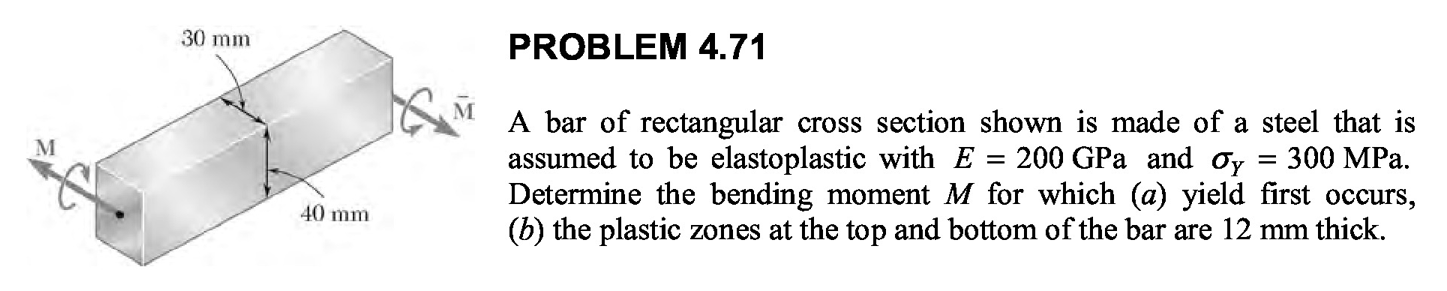 30 mm
M
M̄
40 mm
PROBLEM 4.71
A bar of rectangular cross section shown is made of a steel that is
assumed to be elastoplastic with E = 200 GPa and σY = 300 MPa.
Determine the bending moment M for which (a) yield first occurs,
(b) the plastic zones at the top and bottom of the bar are 12 mm thick.